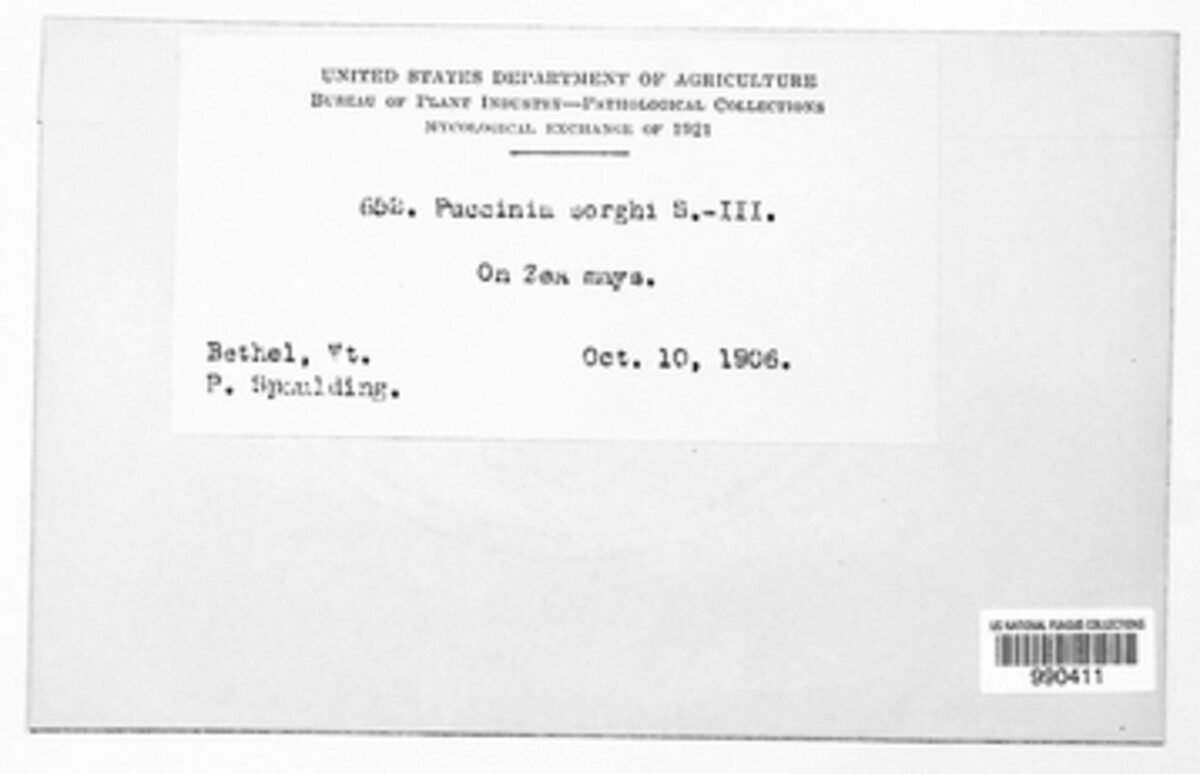 UNITED STATES DEPARTMENT OF AGRICULTURE
BUREAU OF PLANT INDUSTRY—PATHOLOGICAL COLLECTIONS
MYCOLOGICAL EXCHANGE OF 1921
Puccinia sorghi S.-III.
On Zea mays.
Bethel, Vt.
Oct. 10, 1906.
P. Spaulding.
US NATIONAL FUNGUS COLLECTIONS
990411